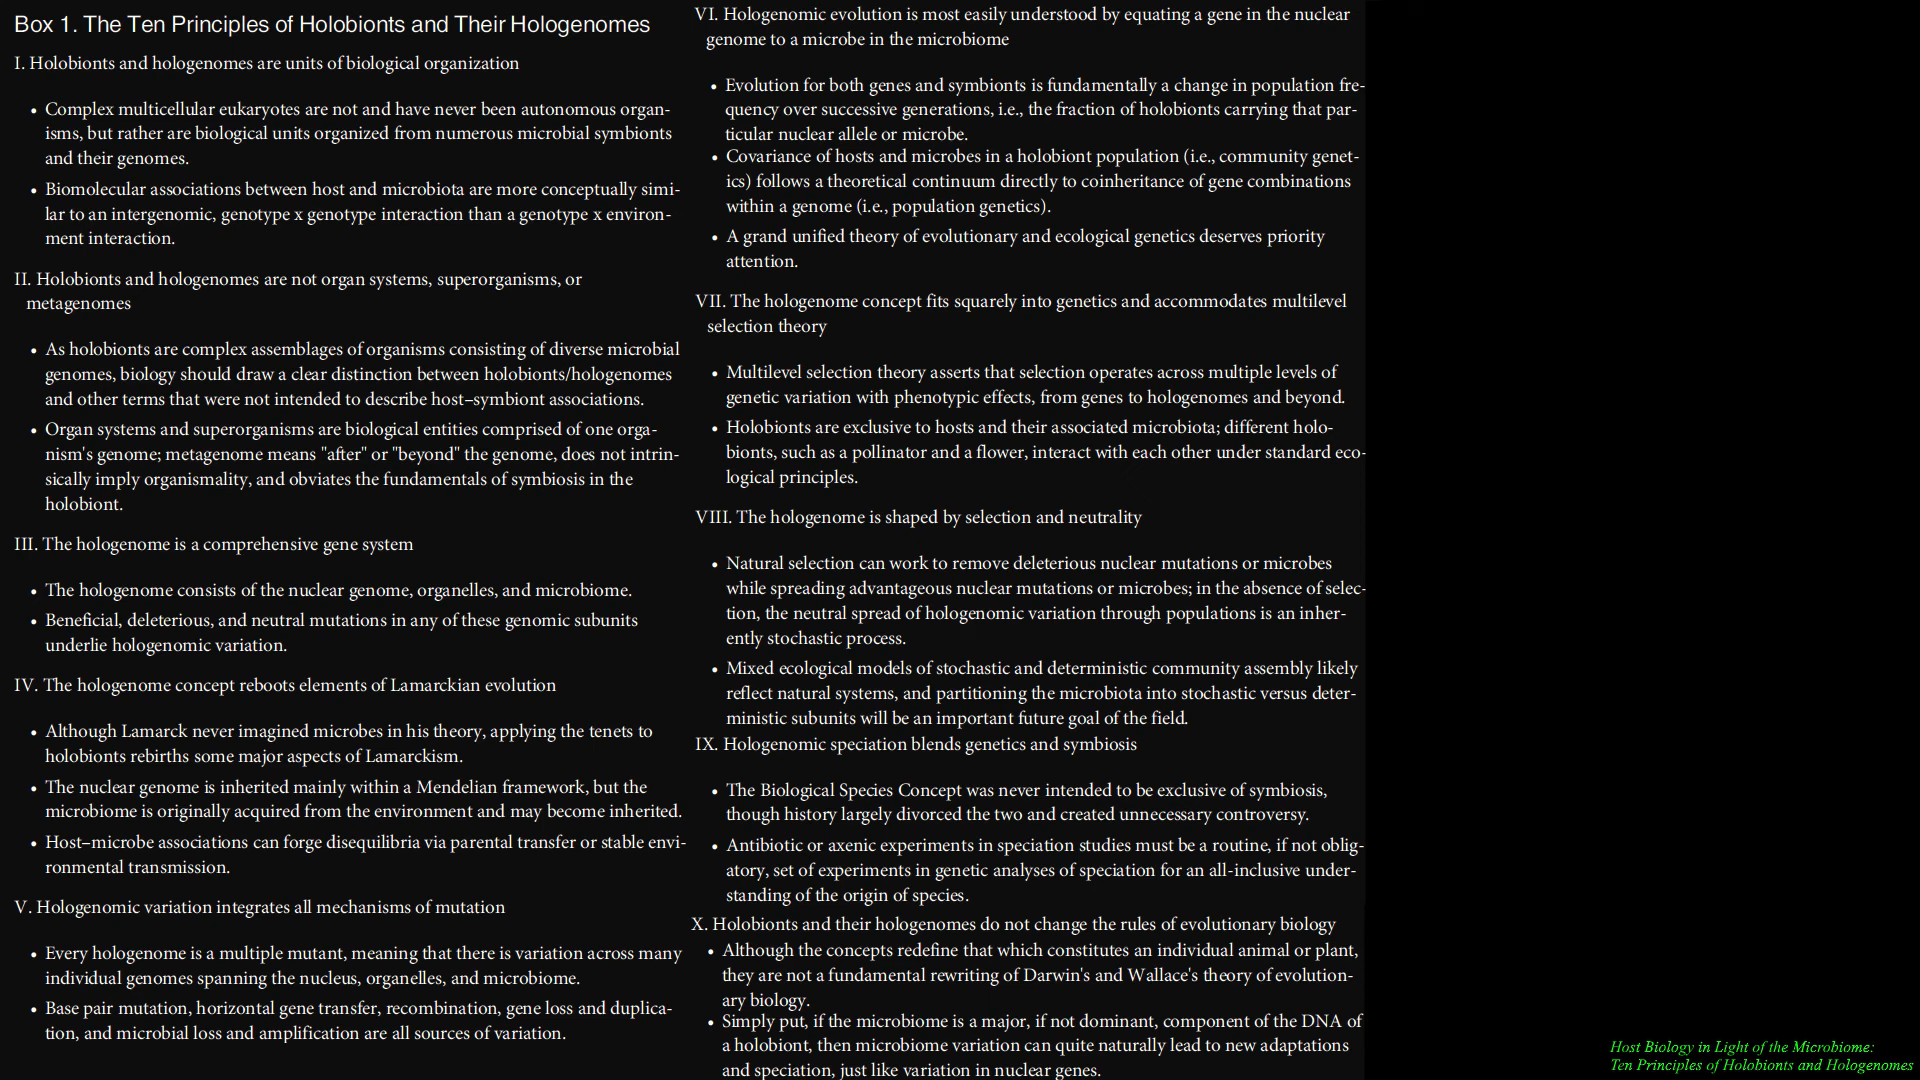 Box 1. The Ten Principles of Holobionts and Their Hologenomes
I. Holobionts and hologenomes are units of biological organization
• Complex multicellular eukaryotes are not and have never been autonomous organ-
isms, but rather are biological units organized from numerous microbial symbionts
and their genomes.
• Biomolecular associations between host and microbiota are more conceptually simi-
lar to an intergenomic, genotype x genotype interaction than a genotype x environ-
ment interaction.
II. Holobionts and hologenomes are not organ systems, superorganisms, or
metagenomes
• As holobionts are complex assemblages of organisms consisting of diverse microbial
genomes, biology should draw a clear distinction between holobionts/hologenomes
and other terms that were not intended to describe host–symbiont associations.
• Organ systems and superorganisms are biological entities comprised of one orga-
nism's genome; metagenome means "after" or "beyond" the genome, does not intrin-
sically imply organismality, and obviates the fundamentals of symbiosis in the
holobiont.
III. The hologenome is a comprehensive gene system
• The hologenome consists of the nuclear genome, organelles, and microbiome.
• Beneficial, deleterious, and neutral mutations in any of these genomic subunits
underlie hologenomic variation.
IV. The hologenome concept reboots elements of Lamarckian evolution
• Although Lamarck never imagined microbes in his theory, applying the tenets to
holobionts rebirths some major aspects of Lamarckism.
• The nuclear genome is inherited mainly within a Mendelian framework, but the
microbiome is originally acquired from the environment and may become inherited.
• Host–microbe associations can forge disequilibria via parental transfer or stable envi-
ronmental transmission.
V. Hologenomic variation integrates all mechanisms of mutation
• Every hologenome is a multiple mutant, meaning that there is variation across many
individual genomes spanning the nucleus, organelles, and microbiome.
• Base pair mutation, horizontal gene transfer, recombination, gene loss and duplica-
tion, and microbial loss and amplification are all sources of variation.
VI. Hologenomic evolution is most easily understood by equating a gene in the nuclear
genome to a microbe in the microbiome
• Evolution for both genes and symbionts is fundamentally a change in population fre-
quency over successive generations, i.e., the fraction of holobionts carrying that par-
ticular nuclear allele or microbe.
• Covariance of hosts and microbes in a holobiont population (i.e., community genet-
ics) follows a theoretical continuum directly to coinheritance of gene combinations
within a genome (i.e., population genetics).
• A grand unified theory of evolutionary and ecological genetics deserves priority
attention.
VII. The hologenome concept fits squarely into genetics and accommodates multilevel
selection theory
• Multilevel selection theory asserts that selection operates across multiple levels of
genetic variation with phenotypic effects, from genes to hologenomes and beyond.
• Holobionts are exclusive to hosts and their associated microbiota; different holo-
bionts, such as a pollinator and a flower, interact with each other under standard eco-
logical principles.
VIII. The hologenome is shaped by selection and neutrality
• Natural selection can work to remove deleterious nuclear mutations or microbes
while spreading advantageous nuclear mutations or microbes; in the absence of selec-
tion, the neutral spread of hologenomic variation through populations is an inher-
ently stochastic process.
• Mixed ecological models of stochastic and deterministic community assembly likely
reflect natural systems, and partitioning the microbiota into stochastic versus deter-
ministic subunits will be an important future goal of the field.
IX. Hologenomic speciation blends genetics and symbiosis
• The Biological Species Concept was never intended to be exclusive of symbiosis,
though history largely divorced the two and created unnecessary controversy.
• Antibiotic or axenic experiments in speciation studies must be a routine, if not oblig-
atory, set of experiments in genetic analyses of speciation for an all-inclusive under-
standing of the origin of species.
X. Holobionts and their hologenomes do not change the rules of evolutionary biology
• Although the concepts redefine that which constitutes an individual animal or plant,
they are not a fundamental rewriting of Darwin's and Wallace's theory of evolution-
ary biology.
• Simply put, if the microbiome is a major, if not dominant, component of the DNA of
a holobiont, then microbiome variation can quite naturally lead to new adaptations
and speciation, just like variation in nuclear genes.
Host Biology in Light of the Microbiome:
Ten Principles of Holobionts and Hologenomes